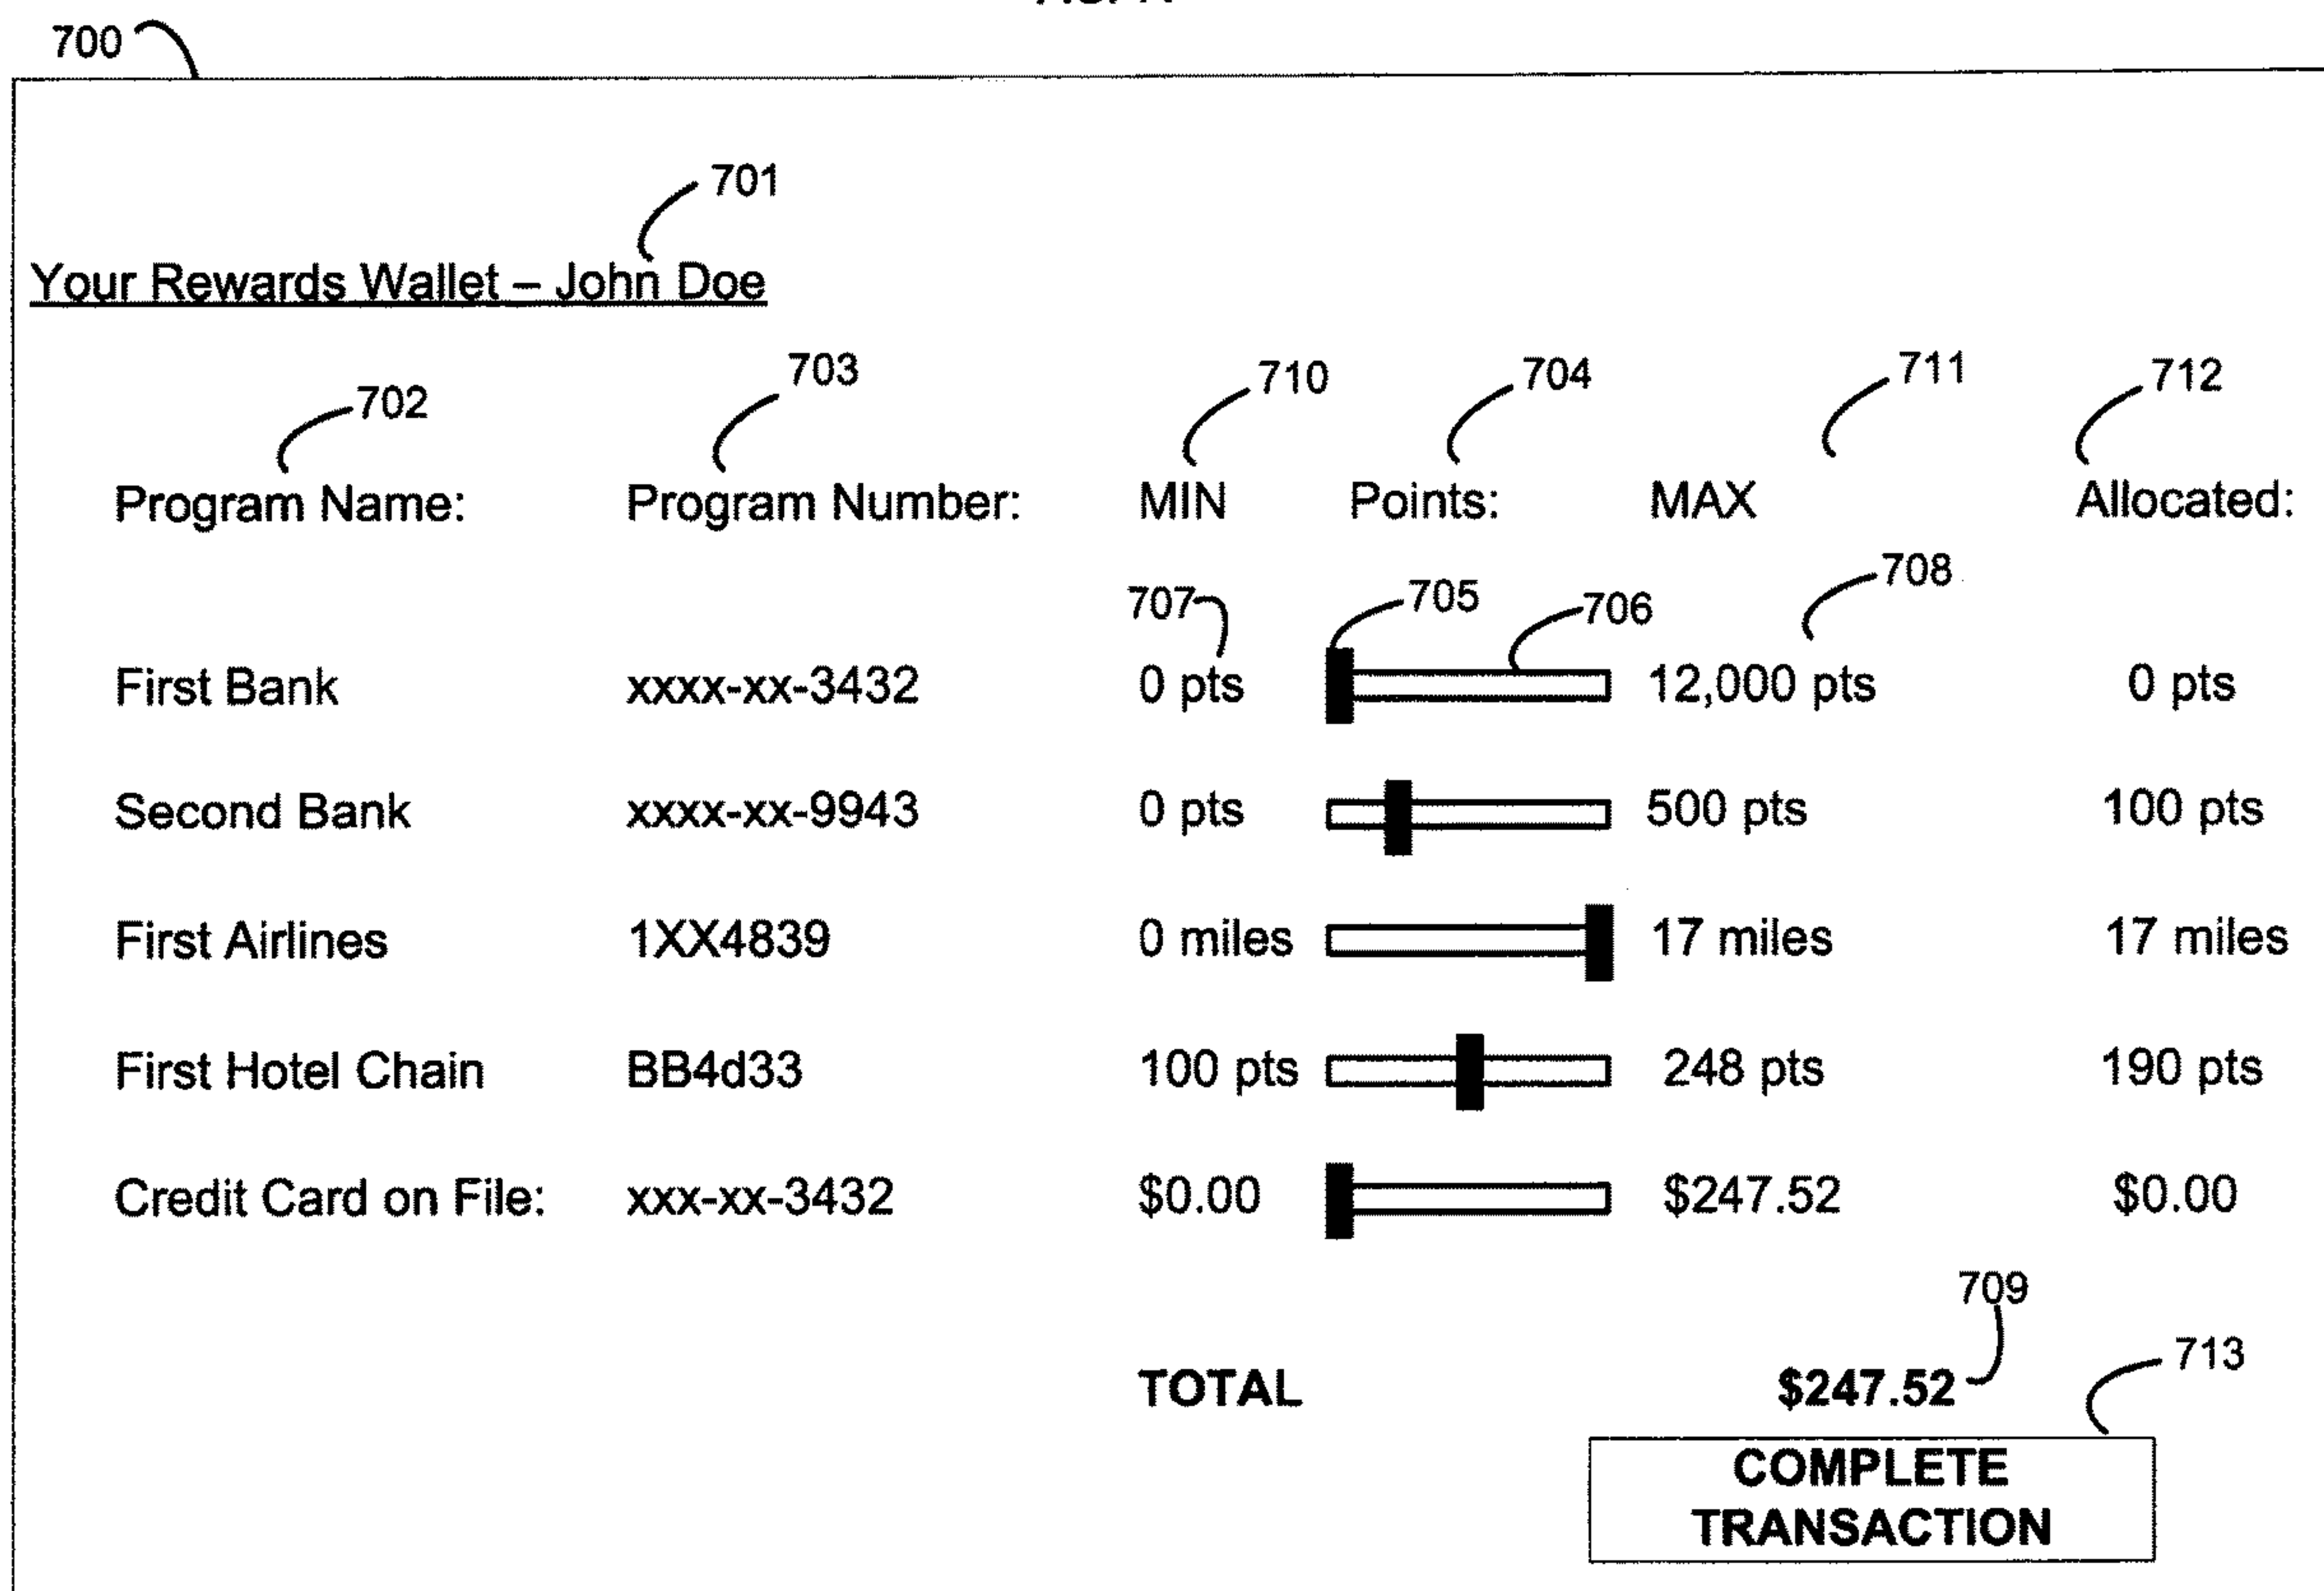 700
701
Your Rewards Wallet – John Doe
702 703 710 704 711 712
Program Name: Program Number: MIN Points: MAX Allocated:
707 705 706 708
First Bank xxxx-xx-3432 0 pts 12,000 pts 0 pts
Second Bank xxxx-xx-9943 0 pts 500 pts 100 pts
First Airlines 1XX4839 0 miles 17 miles 17 miles
First Hotel Chain BB4d33 100 pts 248 pts 190 pts
Credit Card on File: xxx-xx-3432 $0.00 $247.52 $0.00
709
TOTAL $247.52 713
COMPLETE
TRANSACTION